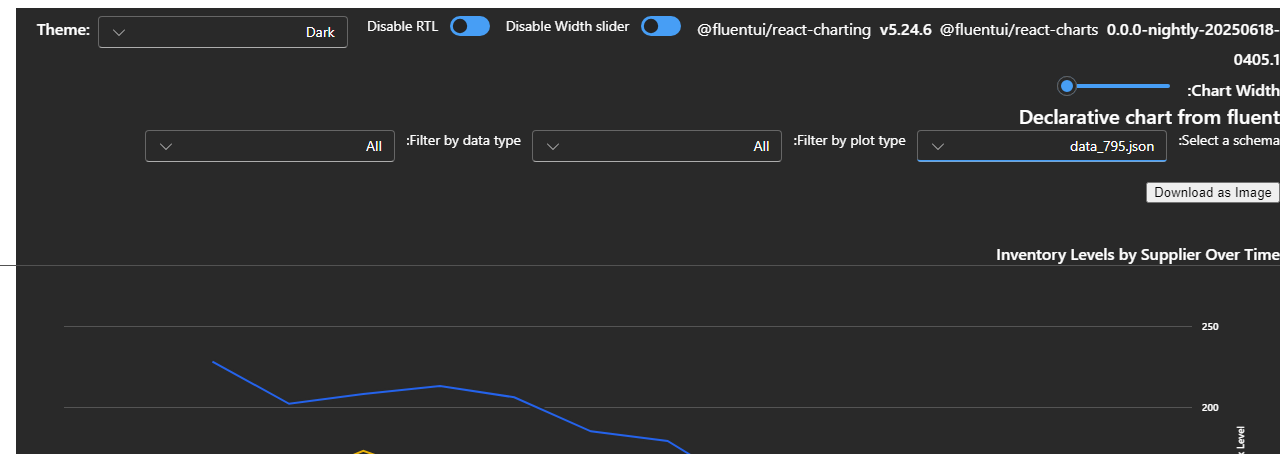 Theme: Dark Disable RTL Disable Width slider @fluentui/react-charting v5.24.6 @fluentui/react-charts 0.0.0-nightly-20250618-
0405.1
:Chart Width
Declarative chart from fluent
:Select a schema data_795.json :Filter by plot type All :Filter by data type All
Download as Image
Inventory Levels by Supplier Over Time
250
200
Level